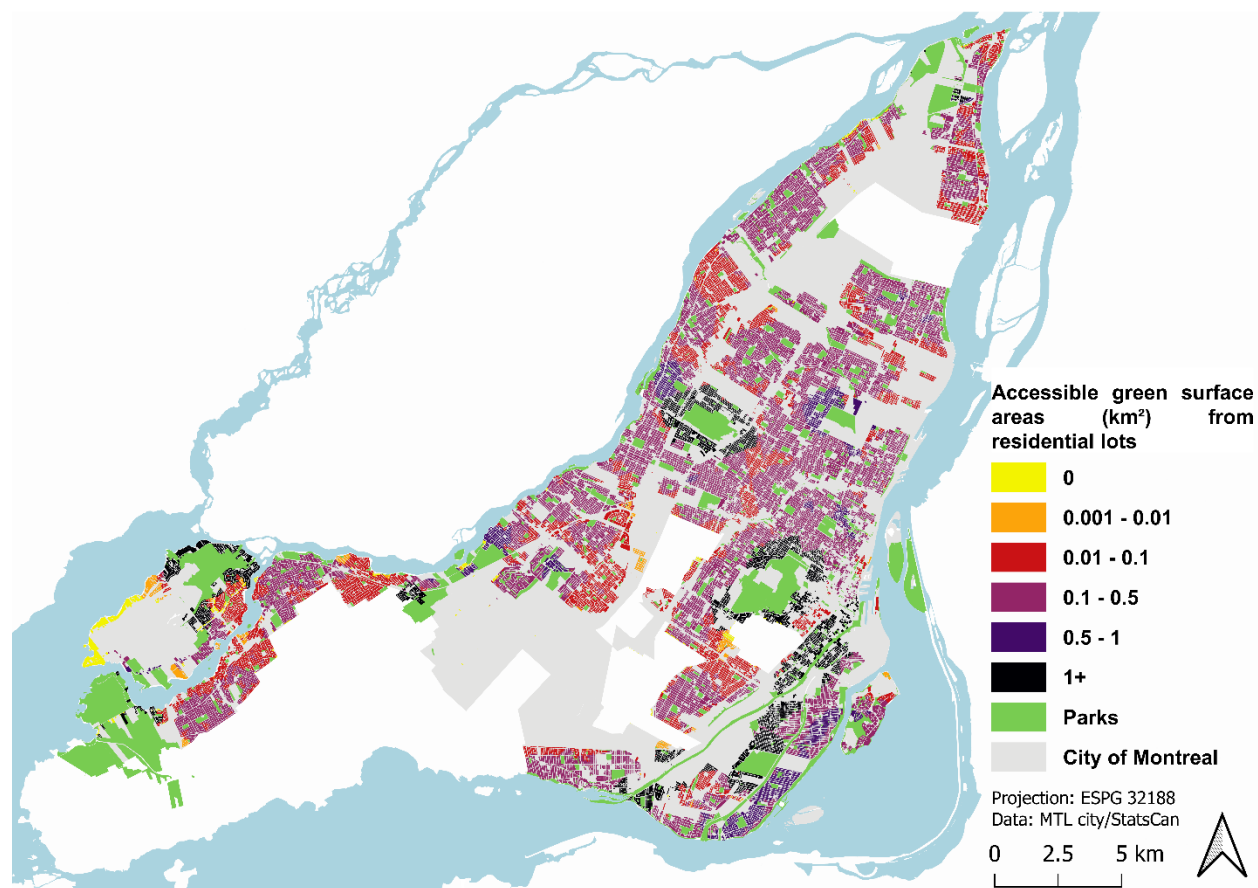 Accessible green surface
areas (km²) from
residential lots
0
0.001 - 0.01
0.01 - 0.1
0.1 - 0.5
0.5 - 1
1+
Parks
City of Montreal
Projection: ESPG 32188
Data: MTL city/StatsCan
0 2.5 5 km